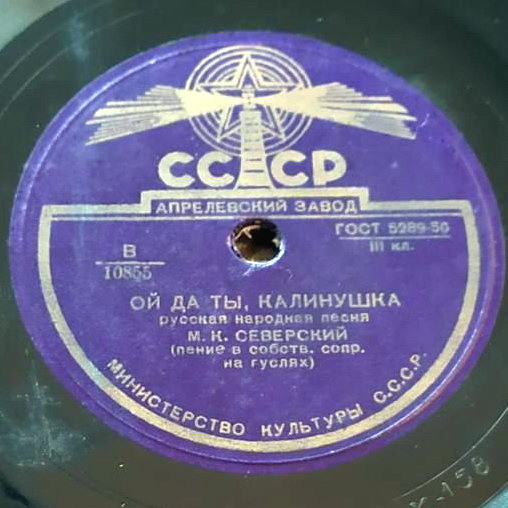 СССР
АПРЕЛЕВСКИЙ ЗАВОД
ГОСТ 5289-56
III кл.
В
10855
ОЙ ДА ТЫ, КАЛИНУШКА
русская народная песня
М. К. СЕВЕРСКИЙ
(пение в собств. сопр.
на гуслях)
МИНИСТЕРСТВО КУЛЬТУРЫ С.С.С.Р.